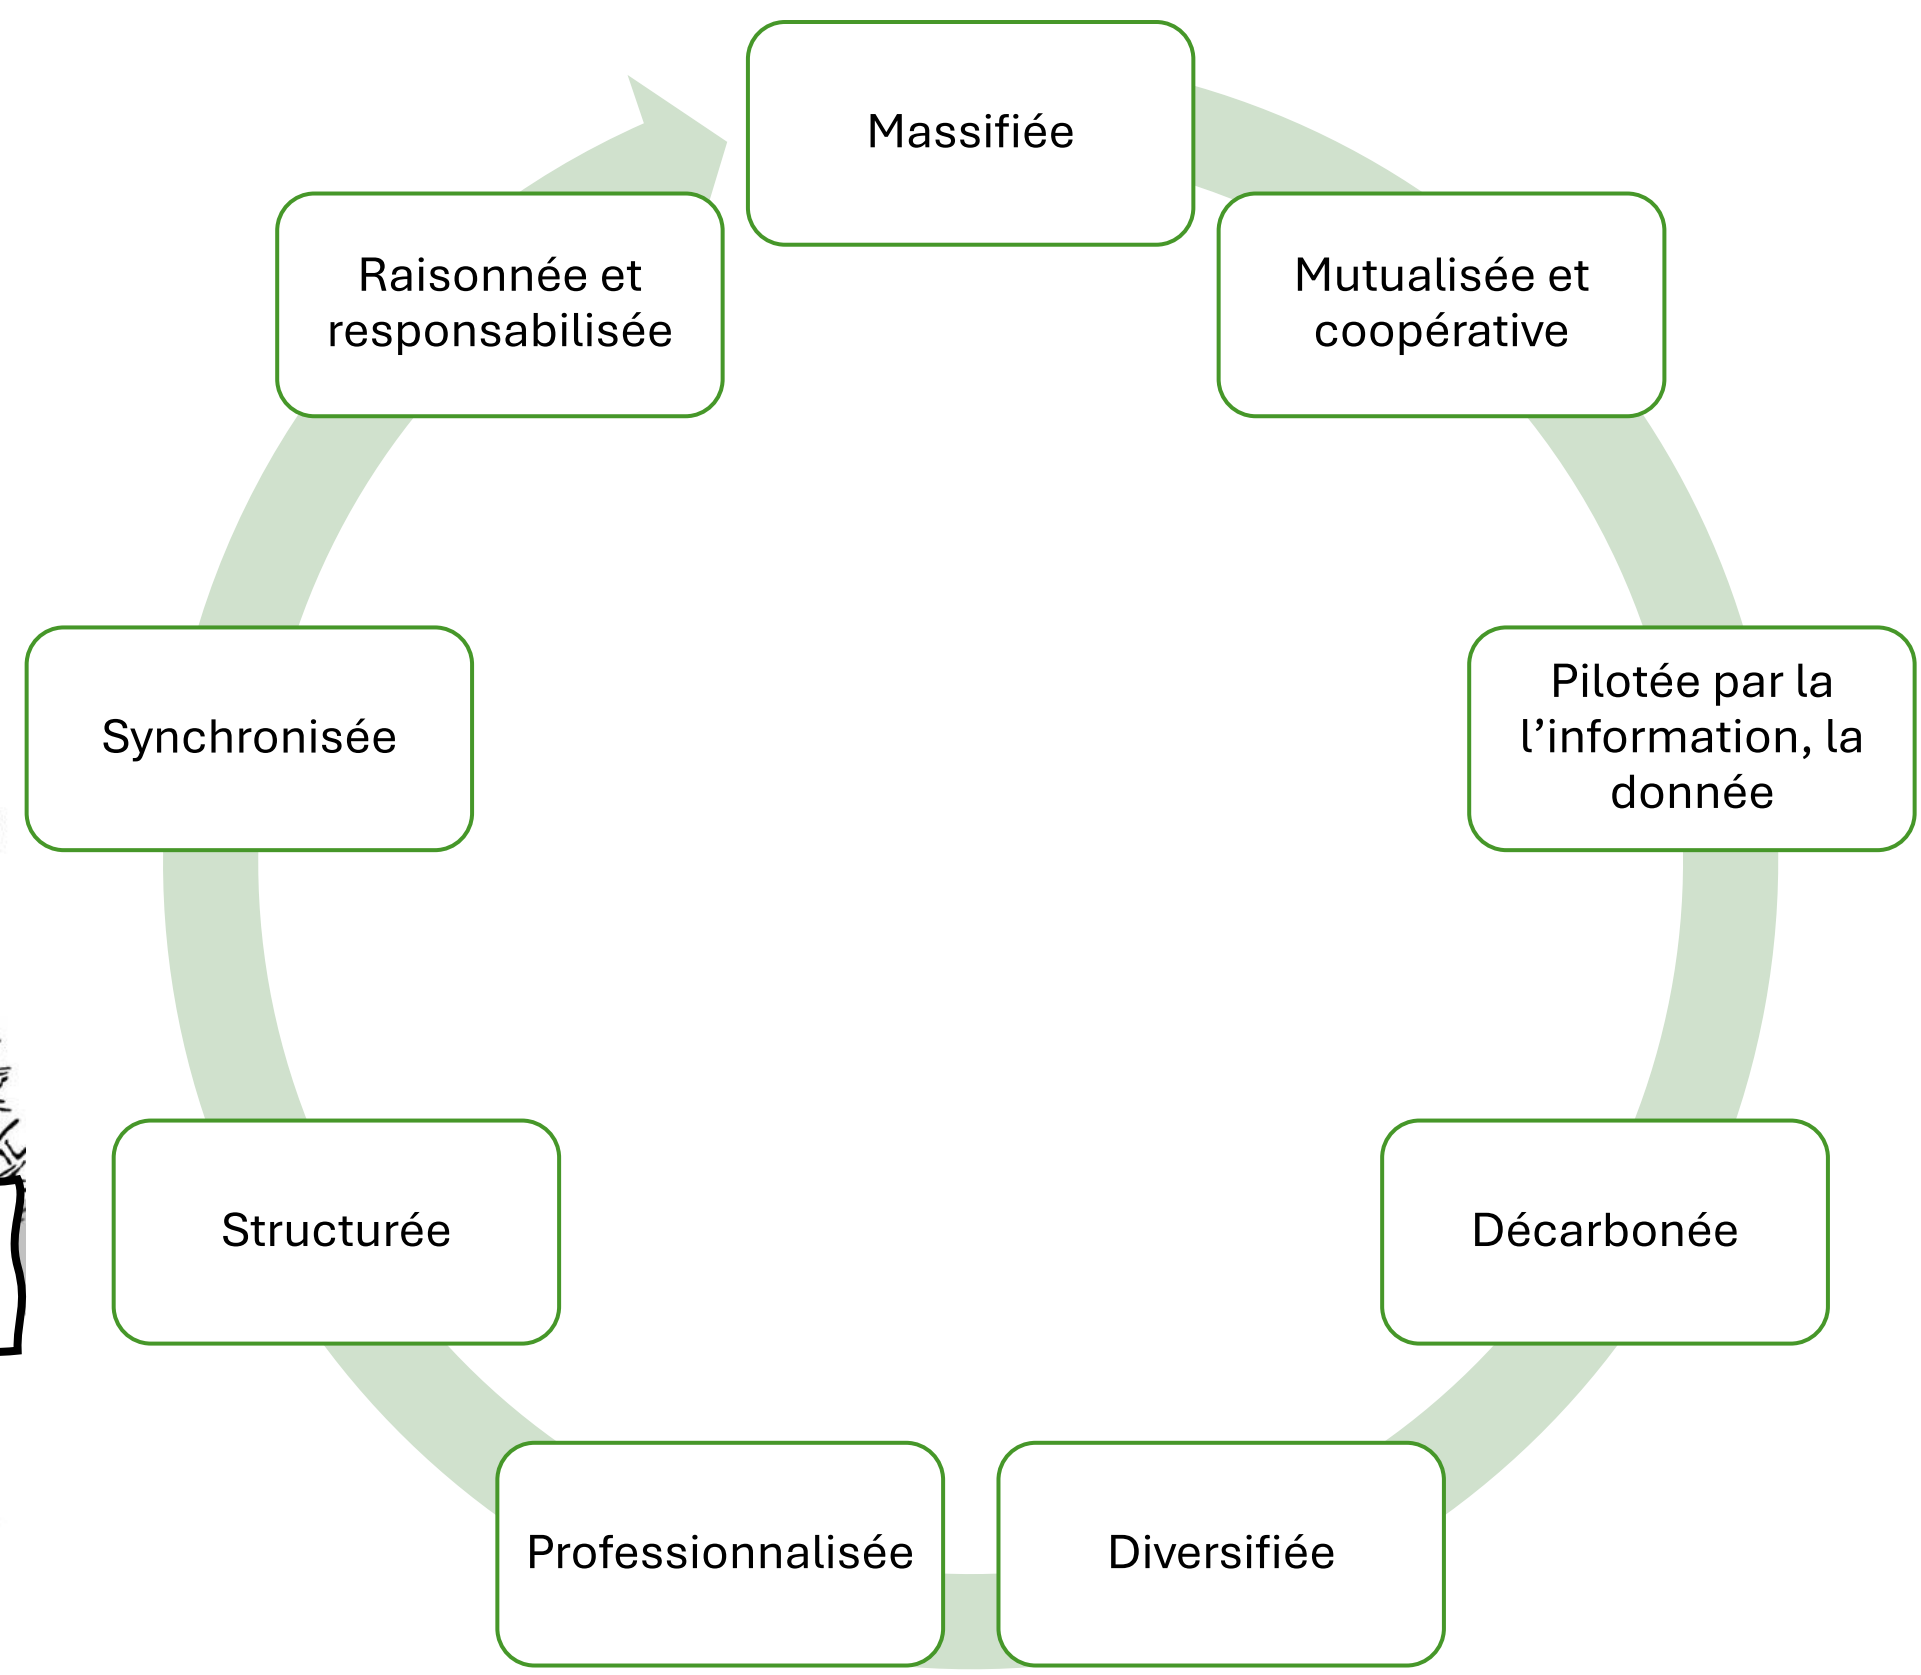 Massifiée
Mutualisée et
coopérative
Pilotée par la
l’information, la
donnée
Décarbonée
Diversifiée
Professionnalisée
Structurée
Synchronisée
Raisonnée et
responsabilisée